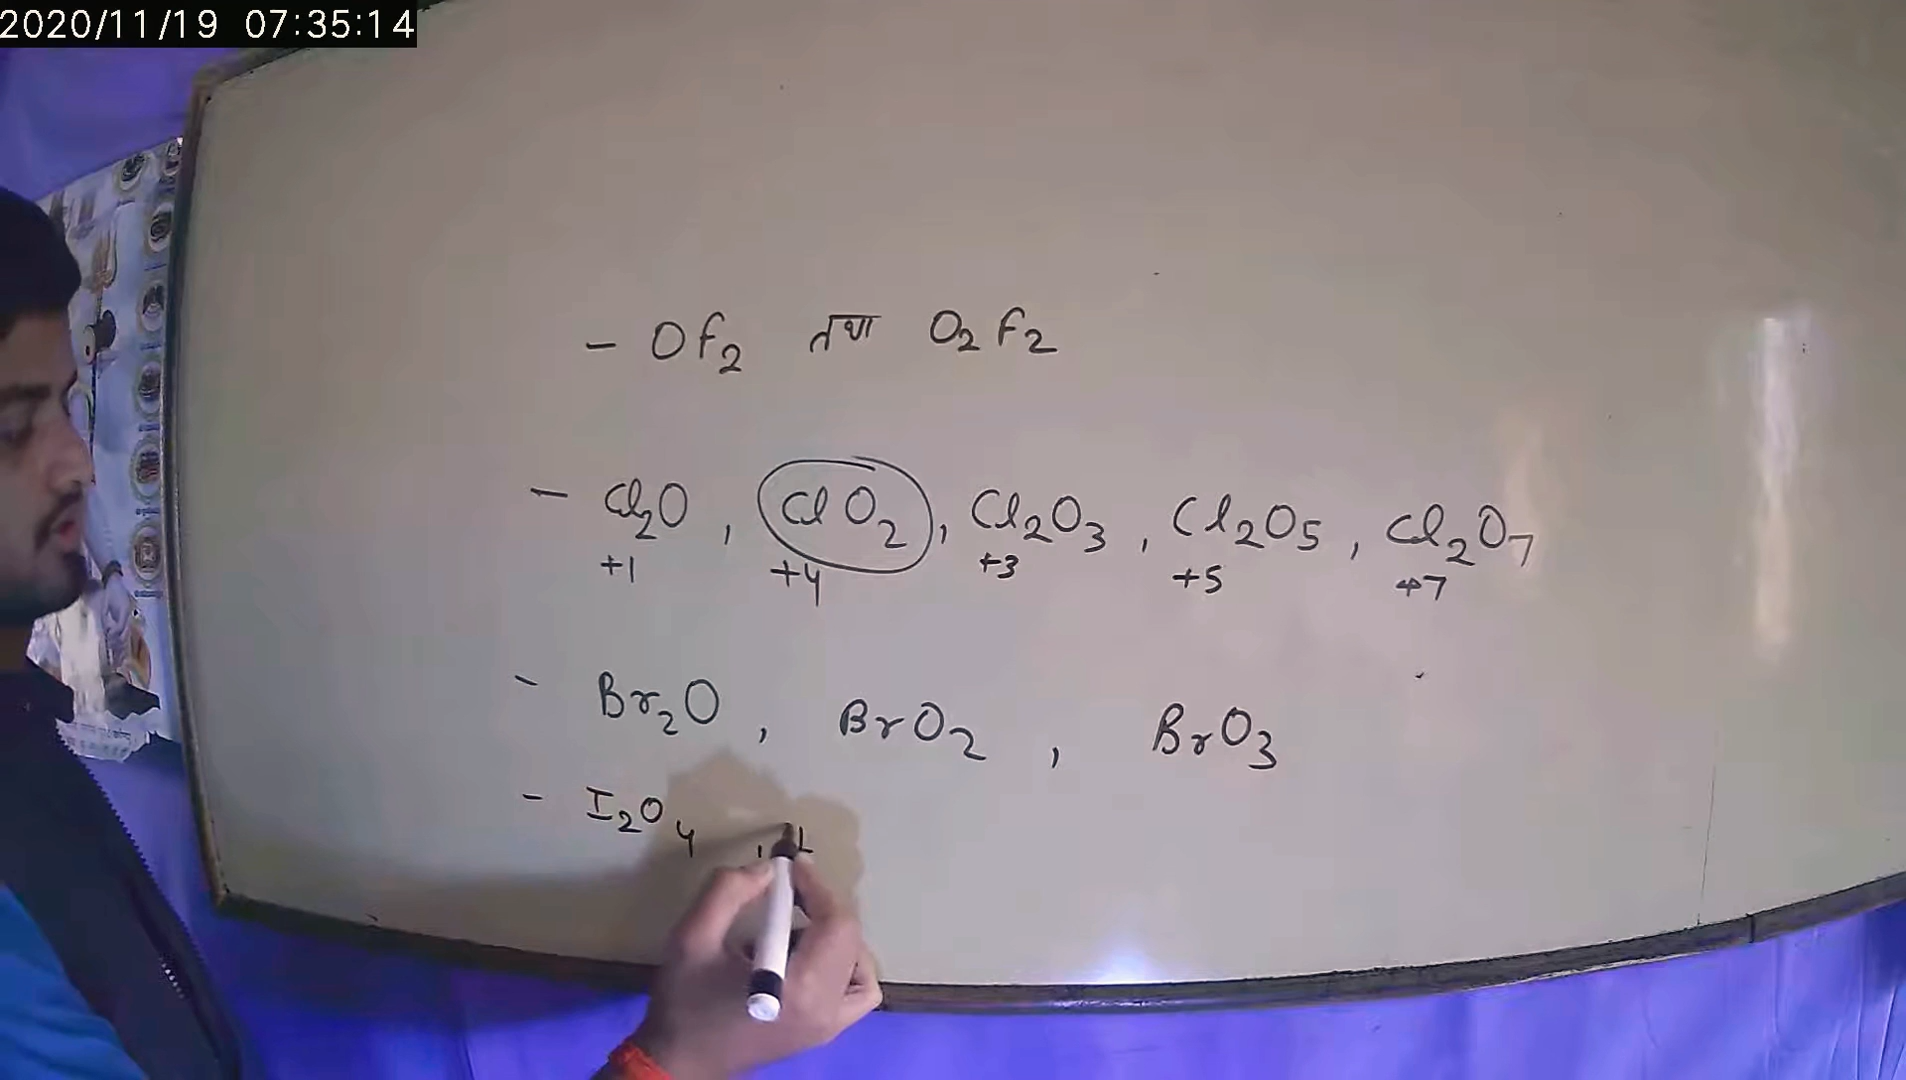 2020/11/19 07:35:14
- OF₂ तथा O₂F₂
- Cl₂O , ClO₂ , Cl₂O₃ , Cl₂O₅ , Cl₂O₇
+1 +4 +3 +5 +7
- Br₂O , BrO₂ , BrO₃
- I₂O₄ ,